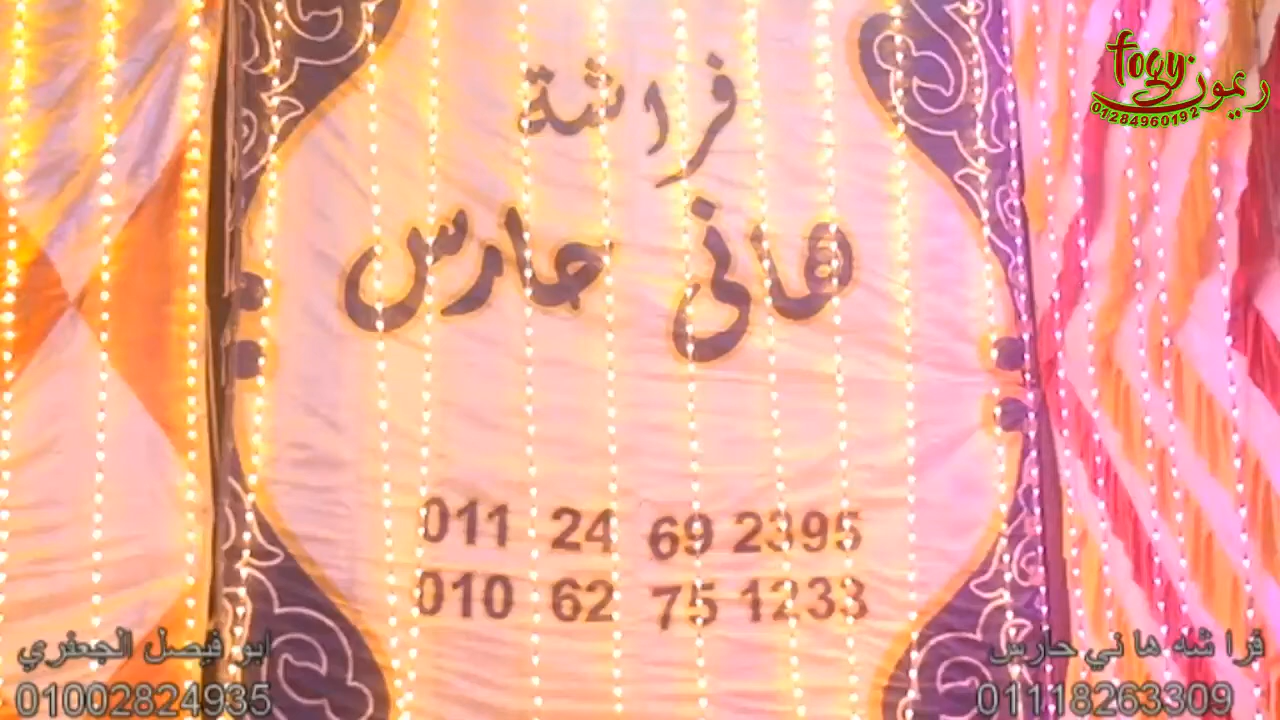 fogy
ريمون
01284960192
فراشة
هاني حارس
011 24 69 2395
010 62 75 1233
ابو فيصل الجعفري
01002824935
فرا شه ها ني حارس
01118263309